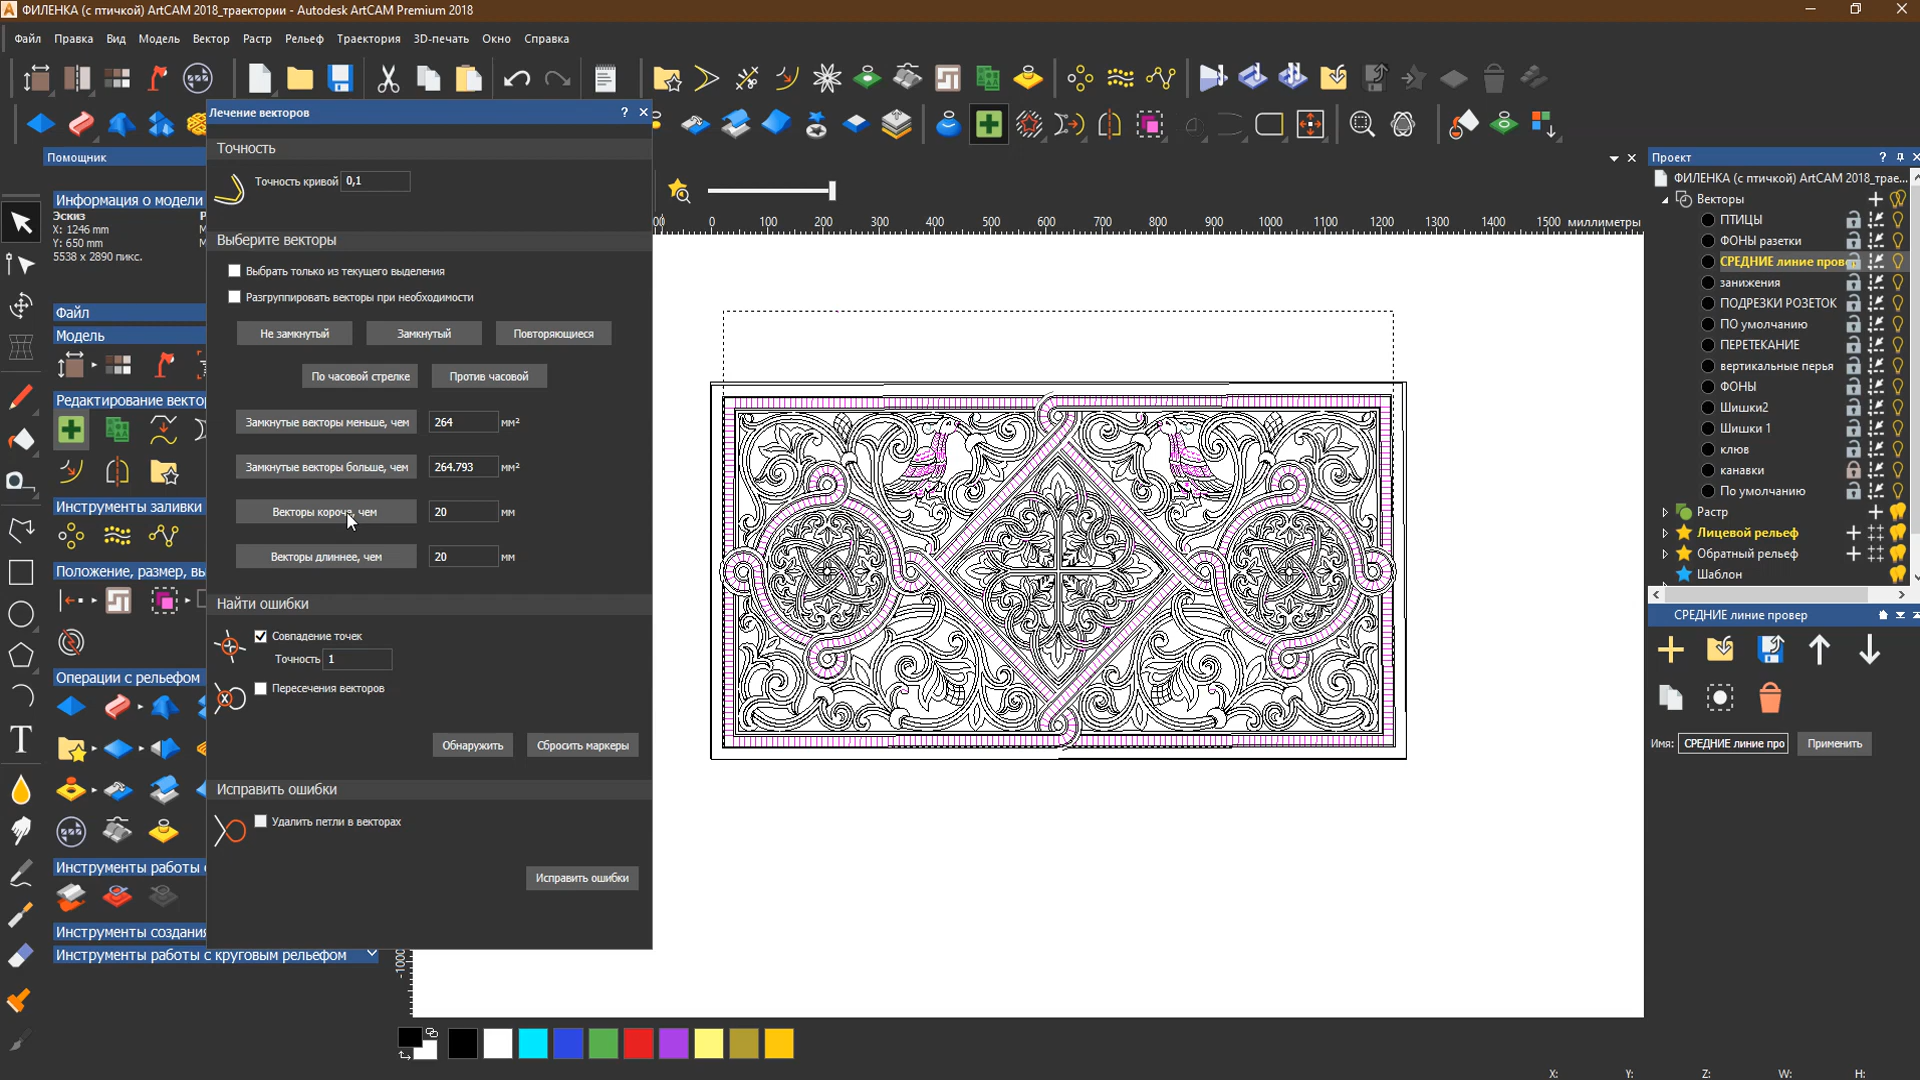 ФИЛЕНКА (с птичкой) ArtCAM 2018_траектории - Autodesk ArtCAM Premium 2018
Файл Правка Вид Модель Вектор Растр Рельеф Траектория 3D-печать Окно Справка
Лечение векторов ? ×
Точность
Точность кривой 0,1
Выберите векторы
Выбрать только из текущего выделения
Разгруппировать векторы при необходимости
Не замкнутый Замкнутый Повторяющиеся
По часовой стрелке Против часовой
Замкнутые векторы меньше, чем 264 мм²
Замкнутые векторы больше, чем 264.793 мм²
Векторы короче, чем 20 мм
Векторы длиннее, чем 20 мм
Найти ошибки
Совпадение точек
Точность 1
Пересечения векторов
Обнаружить Сбросить маркеры
Исправить ошибки
Удалить петли в векторах
Исправить ошибки
Помощник
Информация о модели
Эскиз Р
X: 1246 mm
Y: 650 mm
5538 x 2890 пикс.
Файл
Модель
Редактирование вектор
Инструменты заливки
Положение, размер, вы
Операции с рельефом
Инструменты работы с
Инструменты создания
Инструменты работы с круговым рельефом
00 0 100 200 300 400 500 600 700 800 900 1000 1100 1200 1300 1400 1500 миллиметры
-1000
Проект
ФИЛЕНКА (с птичкой) ArtCAM 2018_трае...
Векторы
ПТИЦЫ
ФОНЫ разетки
СРЕДНИЕ линие провер
занижения
ПОДРЕЗКИ РОЗЕТОК
ПО умолчанию
ПЕРЕТЕКАНИЕ
вертикальные перья
ФОНЫ
Шишки2
Шишки 1
клюв
канавки
По умолчанию
Растр
Лицевой рельеф
Обратный рельеф
Шаблон
СРЕДНИЕ линие провер
Имя: СРЕДНИЕ линие про Применить
X: Y: Z: W: H: